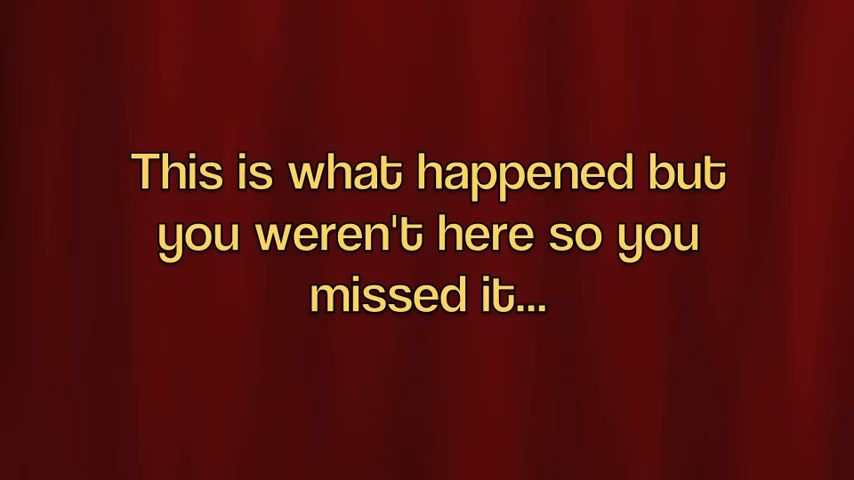 This is what happened but
you weren't here so you
missed it...